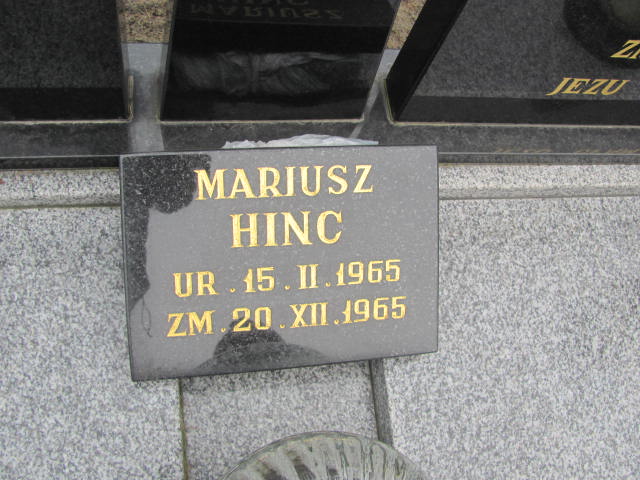 JEZU
MARIUSZ
HINC
UR. 15. II. 1965
ZM. 20. XII. 1965